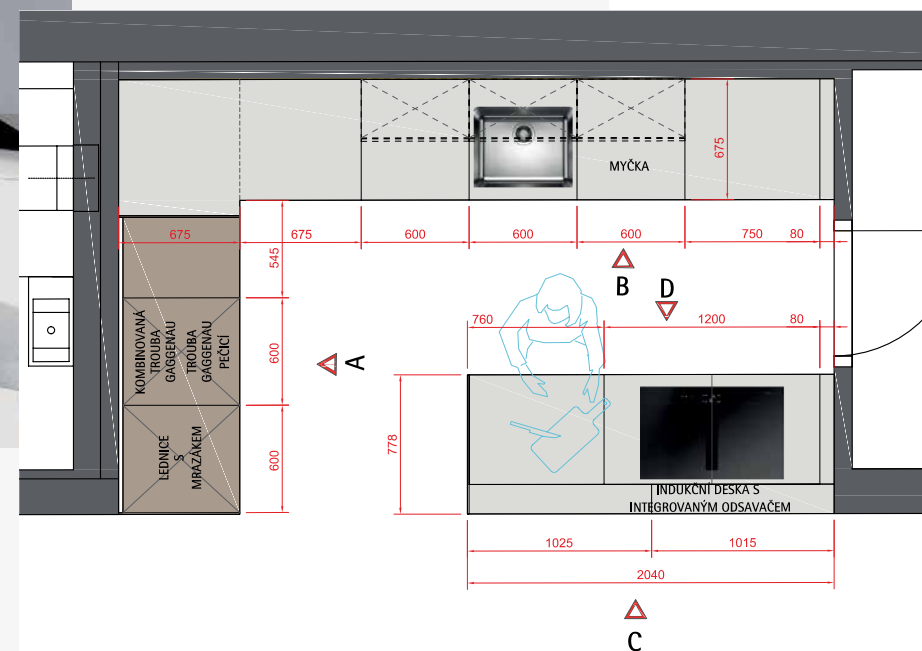 675
MYČKA
675
675
600
600
600
750
80
545
B
D
760
1200
80
KOMBINOVANÁ
TROUBA
GAGGENAU
TROUBA
GAGGENAU
PEČICÍ
600
A
778
LEDNICE
S
MRAZÁKEM
600
INDUKČNÍ DESKA S
INTEGROVANÝM ODSAVAČEM
1025
1015
2040
C